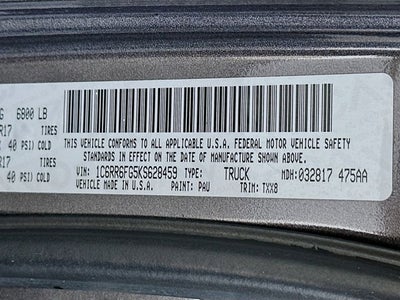 G 6800 LB
R17 TIRES
40 PSI) COLD
R17 TIRES
40 PSI) COLD
THIS VEHICLE CONFORMS TO ALL APPLICABLE U.S.A. FEDERAL MOTOR VEHICLE SAFETY
STANDARDS IN EFFECT ON THE DATE OF MANUFACTURE SHOWN ABOVE
VIN: 1C6RR6FG5KS628459 TYPE: TRUCK MDH: 032817 475AA
VEHICLE MADE IN U.S.A. PAINT: PAU TRIM: TXX8